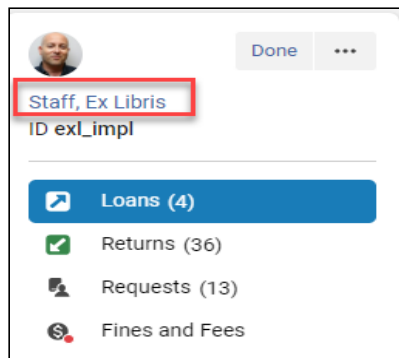 Done •••
Staff, Ex Libris
ID exl_impl
Loans (4)
Returns (36)
Requests (13)
Fines and Fees